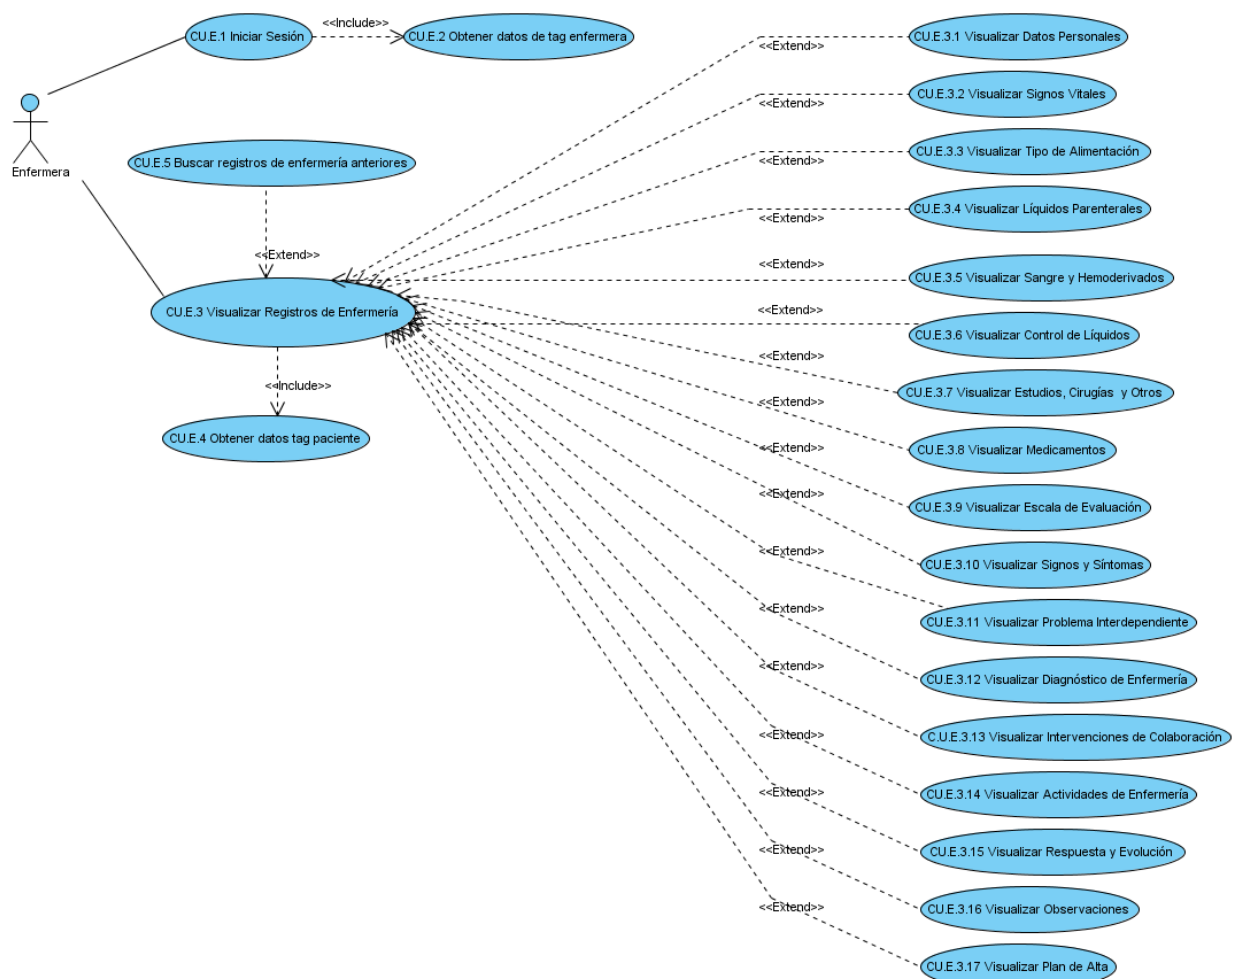 CU.E.1 Iniciar Sesión
<<Include>>
CU.E.2 Obtener datos de tag enfermera
Enfermera
CU.E.5 Buscar registros de enfermería anteriores
<<Extend>>
CU.E.3 Visualizar Registros de Enfermería
<<Include>>
CU.E.4 Obtener datos tag paciente
<<Extend>>
CU.E.3.1 Visualizar Datos Personales
<<Extend>>
CU.E.3.2 Visualizar Signos Vitales
<<Extend>>
CU.E.3.3 Visualizar Tipo de Alimentación
<<Extend>>
CU.E.3.4 Visualizar Líquidos Parenterales
<<Extend>>
CU.E.3.5 Visualizar Sangre y Hemoderivados
<<Extend>>
CU.E.3.6 Visualizar Control de Líquidos
<<Extend>>
CU.E.3.7 Visualizar Estudios, Cirugías y Otros
<<Extend>>
CU.E.3.8 Visualizar Medicamentos
<<Extend>>
CU.E.3.9 Visualizar Escala de Evaluación
<<Extend>>
CU.E.3.10 Visualizar Signos y Síntomas
<<Extend>>
CU.E.3.11 Visualizar Problema Interdependiente
<<Extend>>
CU.E.3.12 Visualizar Diagnóstico de Enfermería
<<Extend>>
C.U.E.3.13 Visualizar Intervenciones de Colaboración
<<Extend>>
CU.E.3.14 Visualizar Actividades de Enfermería
<<Extend>>
CU.E.3.15 Visualizar Respuesta y Evolución
<<Extend>>
CU.E.3.16 Visualizar Observaciones
<<Extend>>
CU.E.3.17 Visualizar Plan de Alta